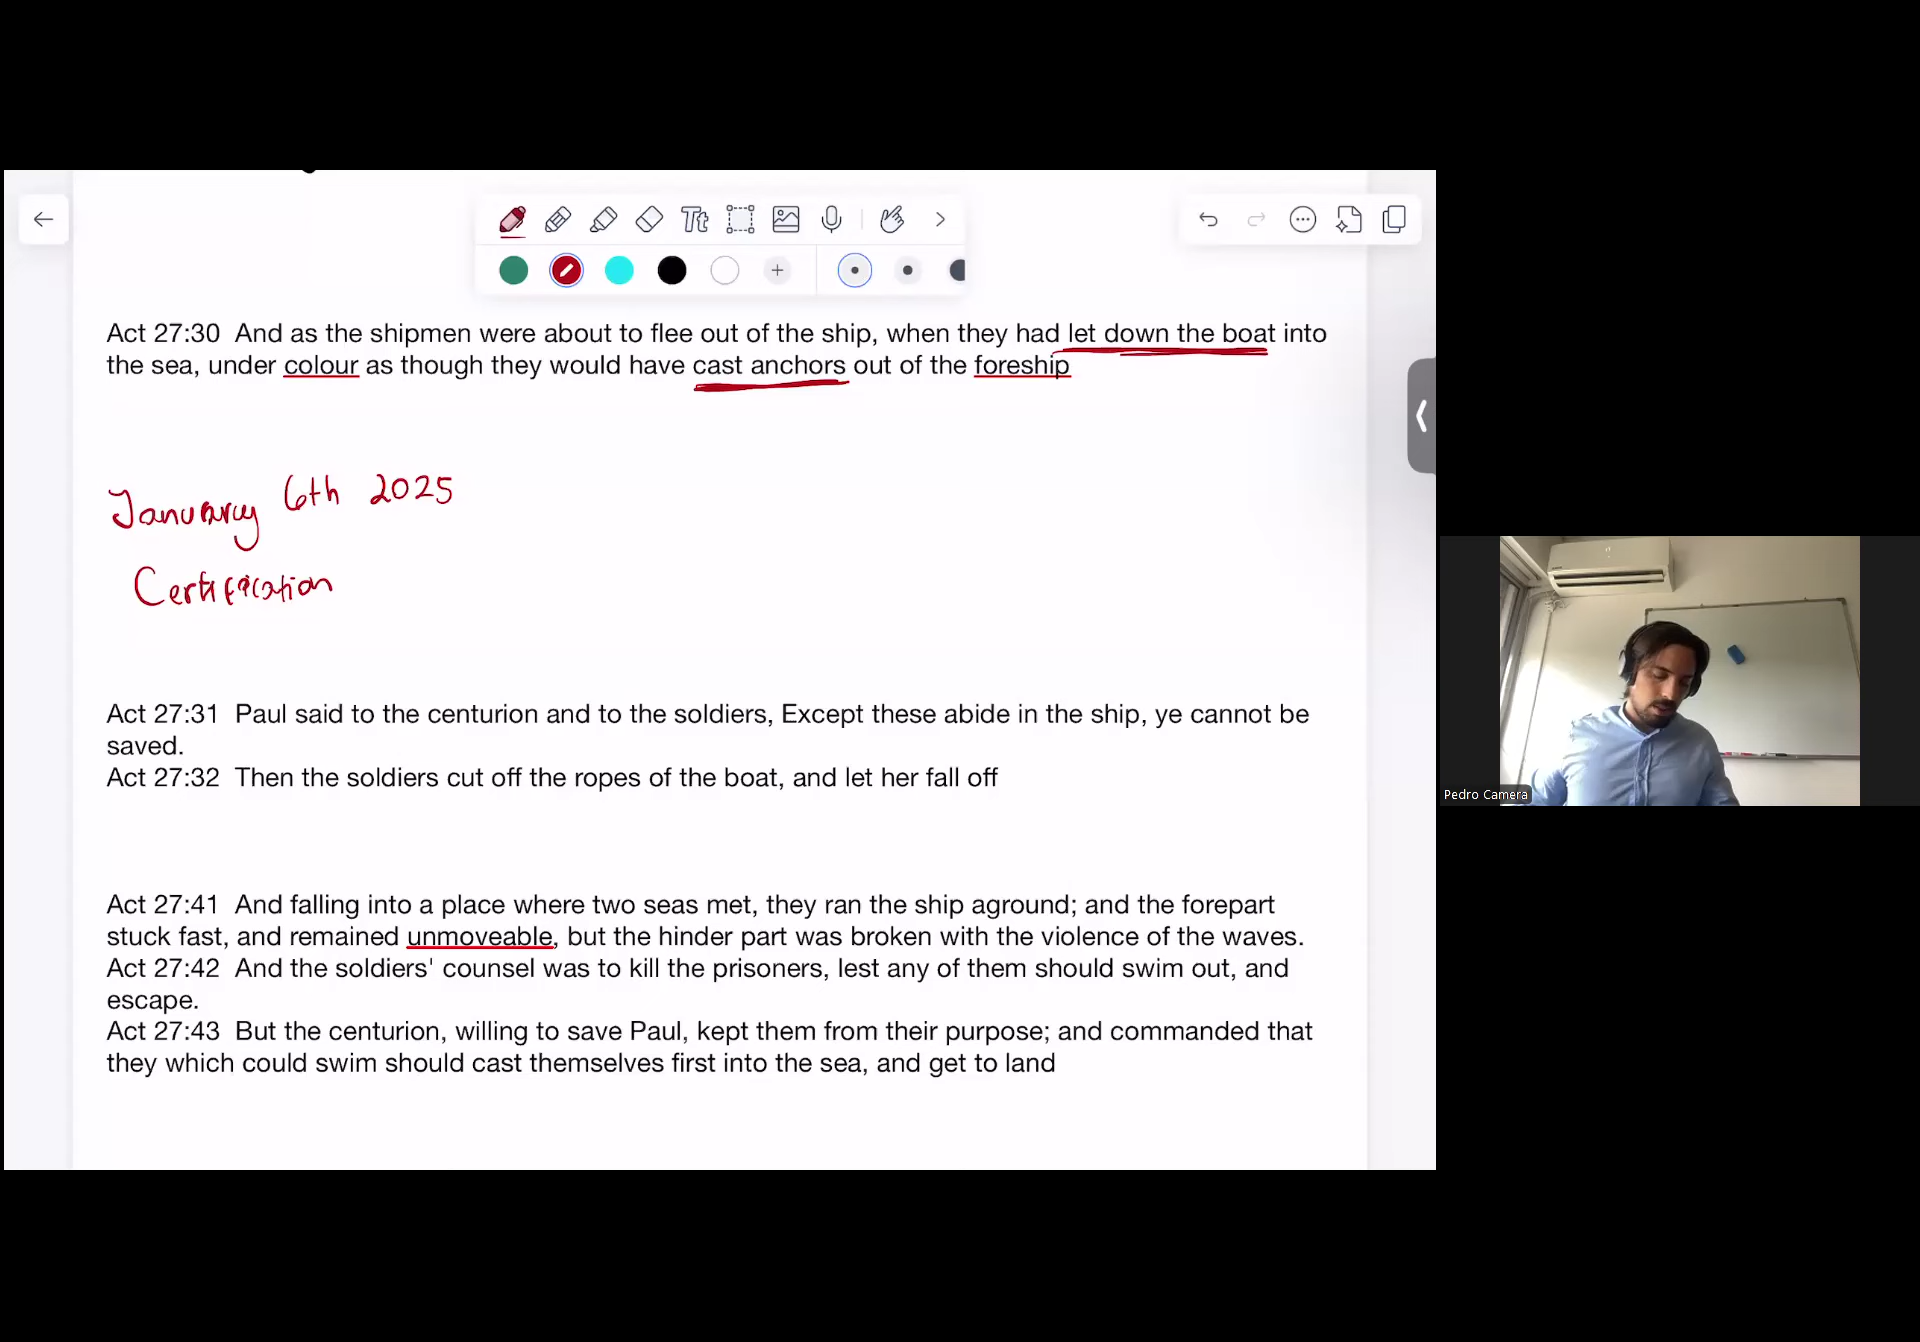 Act 27:30  And as the shipmen were about to flee out of the ship, when they had let down the boat into
the sea, under colour as though they would have cast anchors out of the foreship
January 6th 2025
Certification
Act 27:31  Paul said to the centurion and to the soldiers, Except these abide in the ship, ye cannot be
saved.
Act 27:32  Then the soldiers cut off the ropes of the boat, and let her fall off
Act 27:41  And falling into a place where two seas met, they ran the ship aground; and the forepart
stuck fast, and remained unmoveable, but the hinder part was broken with the violence of the waves.
Act 27:42  And the soldiers' counsel was to kill the prisoners, lest any of them should swim out, and
escape.
Act 27:43  But the centurion, willing to save Paul, kept them from their purpose; and commanded that
they which could swim should cast themselves first into the sea, and get to land
Pedro Camera